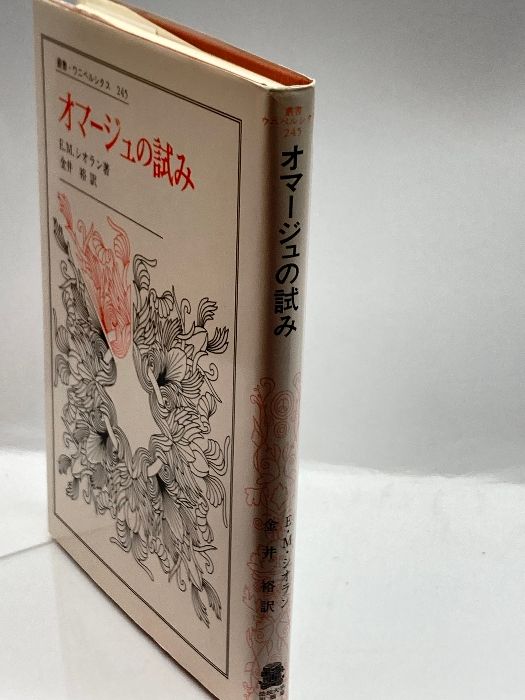 叢書・ウニベルシタス 245
オマージュの試み
E.M.シオラン著
金井 裕訳
叢書
ウニベルシタ
245
オマージュの試み
E・M・シオラン
金井 裕訳